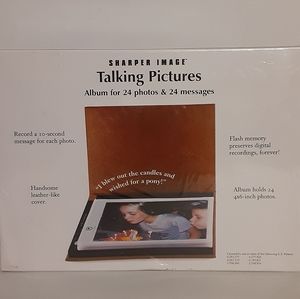 SHARPER IMAGE
Talking Pictures
Album for 24 photos & 24 messages
Record a 10-second
message for each photo.
Flash memory
preserves digital
recordings, forever!
"I blew out the candles and
wished for a pony!"
Handsome
leather-like
cover.
Album holds 24
4x6-inch photos.